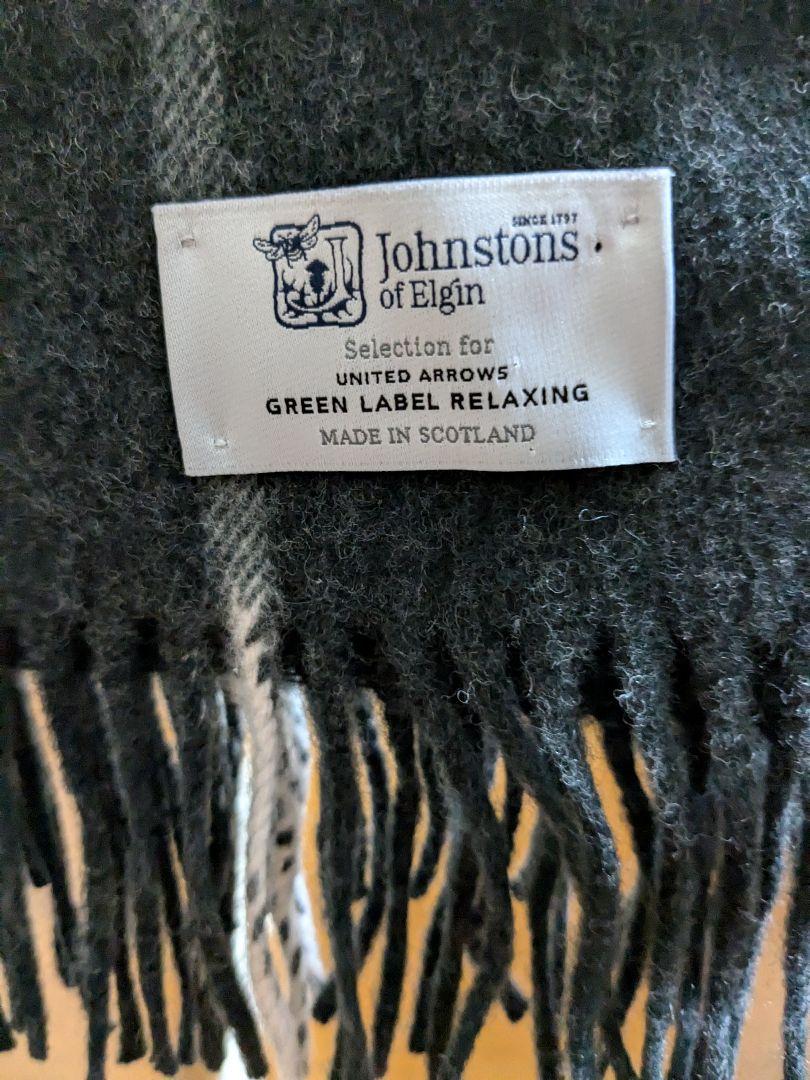 SINCE 1797
Johnstons
of Elgin
Selection for
UNITED ARROWS
GREEN LABEL RELAXING
MADE IN SCOTLAND